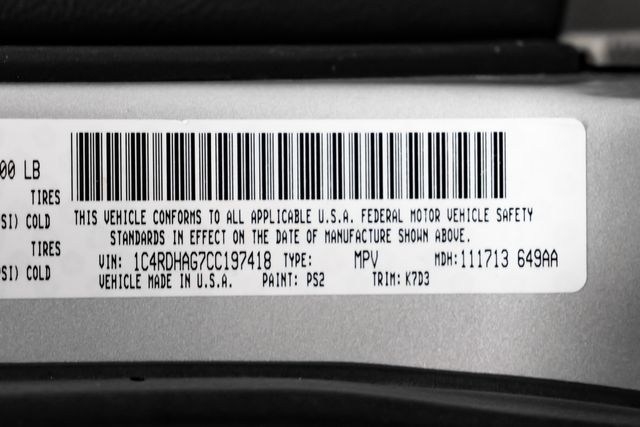 00 LB
TIRES
SI) COLD
TIRES
PSI) COLD
THIS VEHICLE CONFORMS TO ALL APPLICABLE U.S.A. FEDERAL MOTOR VEHICLE SAFETY
STANDARDS IN EFFECT ON THE DATE OF MANUFACTURE SHOWN ABOVE.
VIN: 1C4RDHAG7CC197418 TYPE: MPV MDH: 111713 649AA
VEHICLE MADE IN U.S.A. PAINT: PS2 TRIM: K7D3